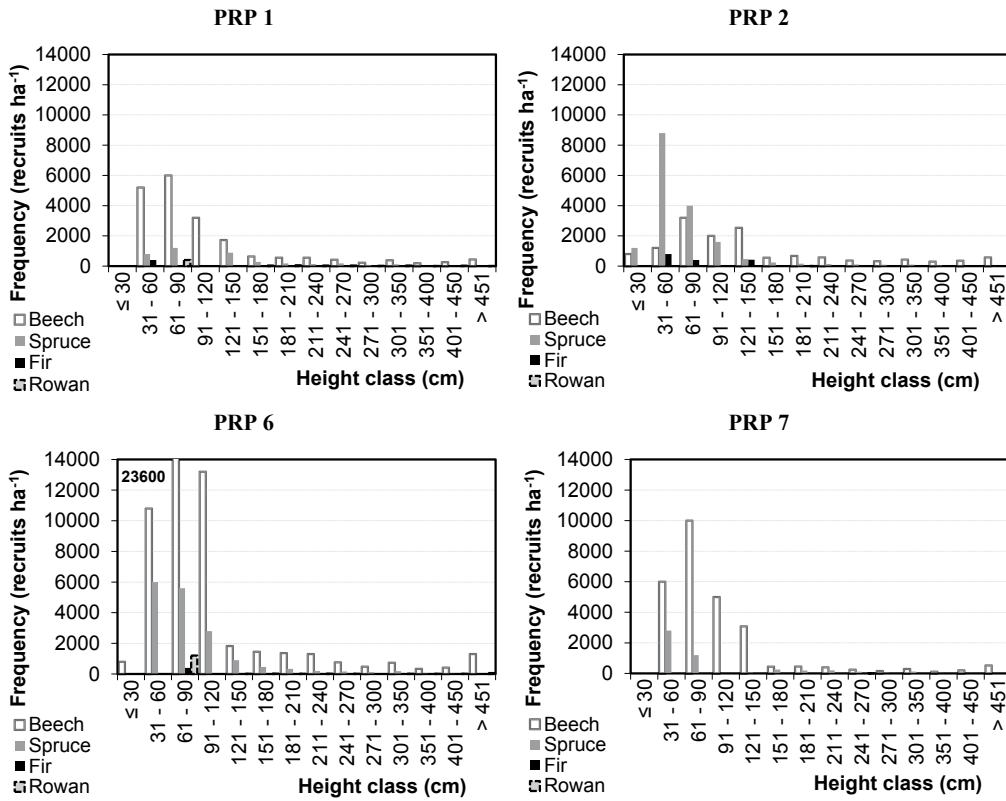 PRP 1
Frequency (recruits ha⁻¹)
14000
12000
10000
8000
6000
4000
2000
0
≤ 30
31 - 60
61 - 90
91 - 120
121 - 150
151 - 180
181 - 210
211 - 240
241 - 270
271 - 300
301 - 350
351 - 400
401 - 450
> 451
Beech
Spruce
Fir
Rowan
Height class (cm)
PRP 2
Frequency (recruits ha⁻¹)
14000
12000
10000
8000
6000
4000
2000
0
≤ 30
31 - 60
61 - 90
91 - 120
121 - 150
151 - 180
181 - 210
211 - 240
241 - 270
271 - 300
301 - 350
351 - 400
401 - 450
> 451
Beech
Spruce
Fir
Rowan
Height class (cm)
PRP 6
Frequency (recruits ha⁻¹)
14000
12000
10000
8000
6000
4000
2000
0
23600
≤ 30
31 - 60
61 - 90
91 - 120
121 - 150
151 - 180
181 - 210
211 - 240
241 - 270
271 - 300
301 - 350
351 - 400
401 - 450
> 451
Beech
Spruce
Fir
Rowan
Height class (cm)
PRP 7
Frequency (recruits ha⁻¹)
14000
12000
10000
8000
6000
4000
2000
0
≤ 30
31 - 60
61 - 90
91 - 120
121 - 150
151 - 180
181 - 210
211 - 240
241 - 270
271 - 300
301 - 350
351 - 400
401 - 450
> 451
Beech
Spruce
Fir
Rowan
Height class (cm)